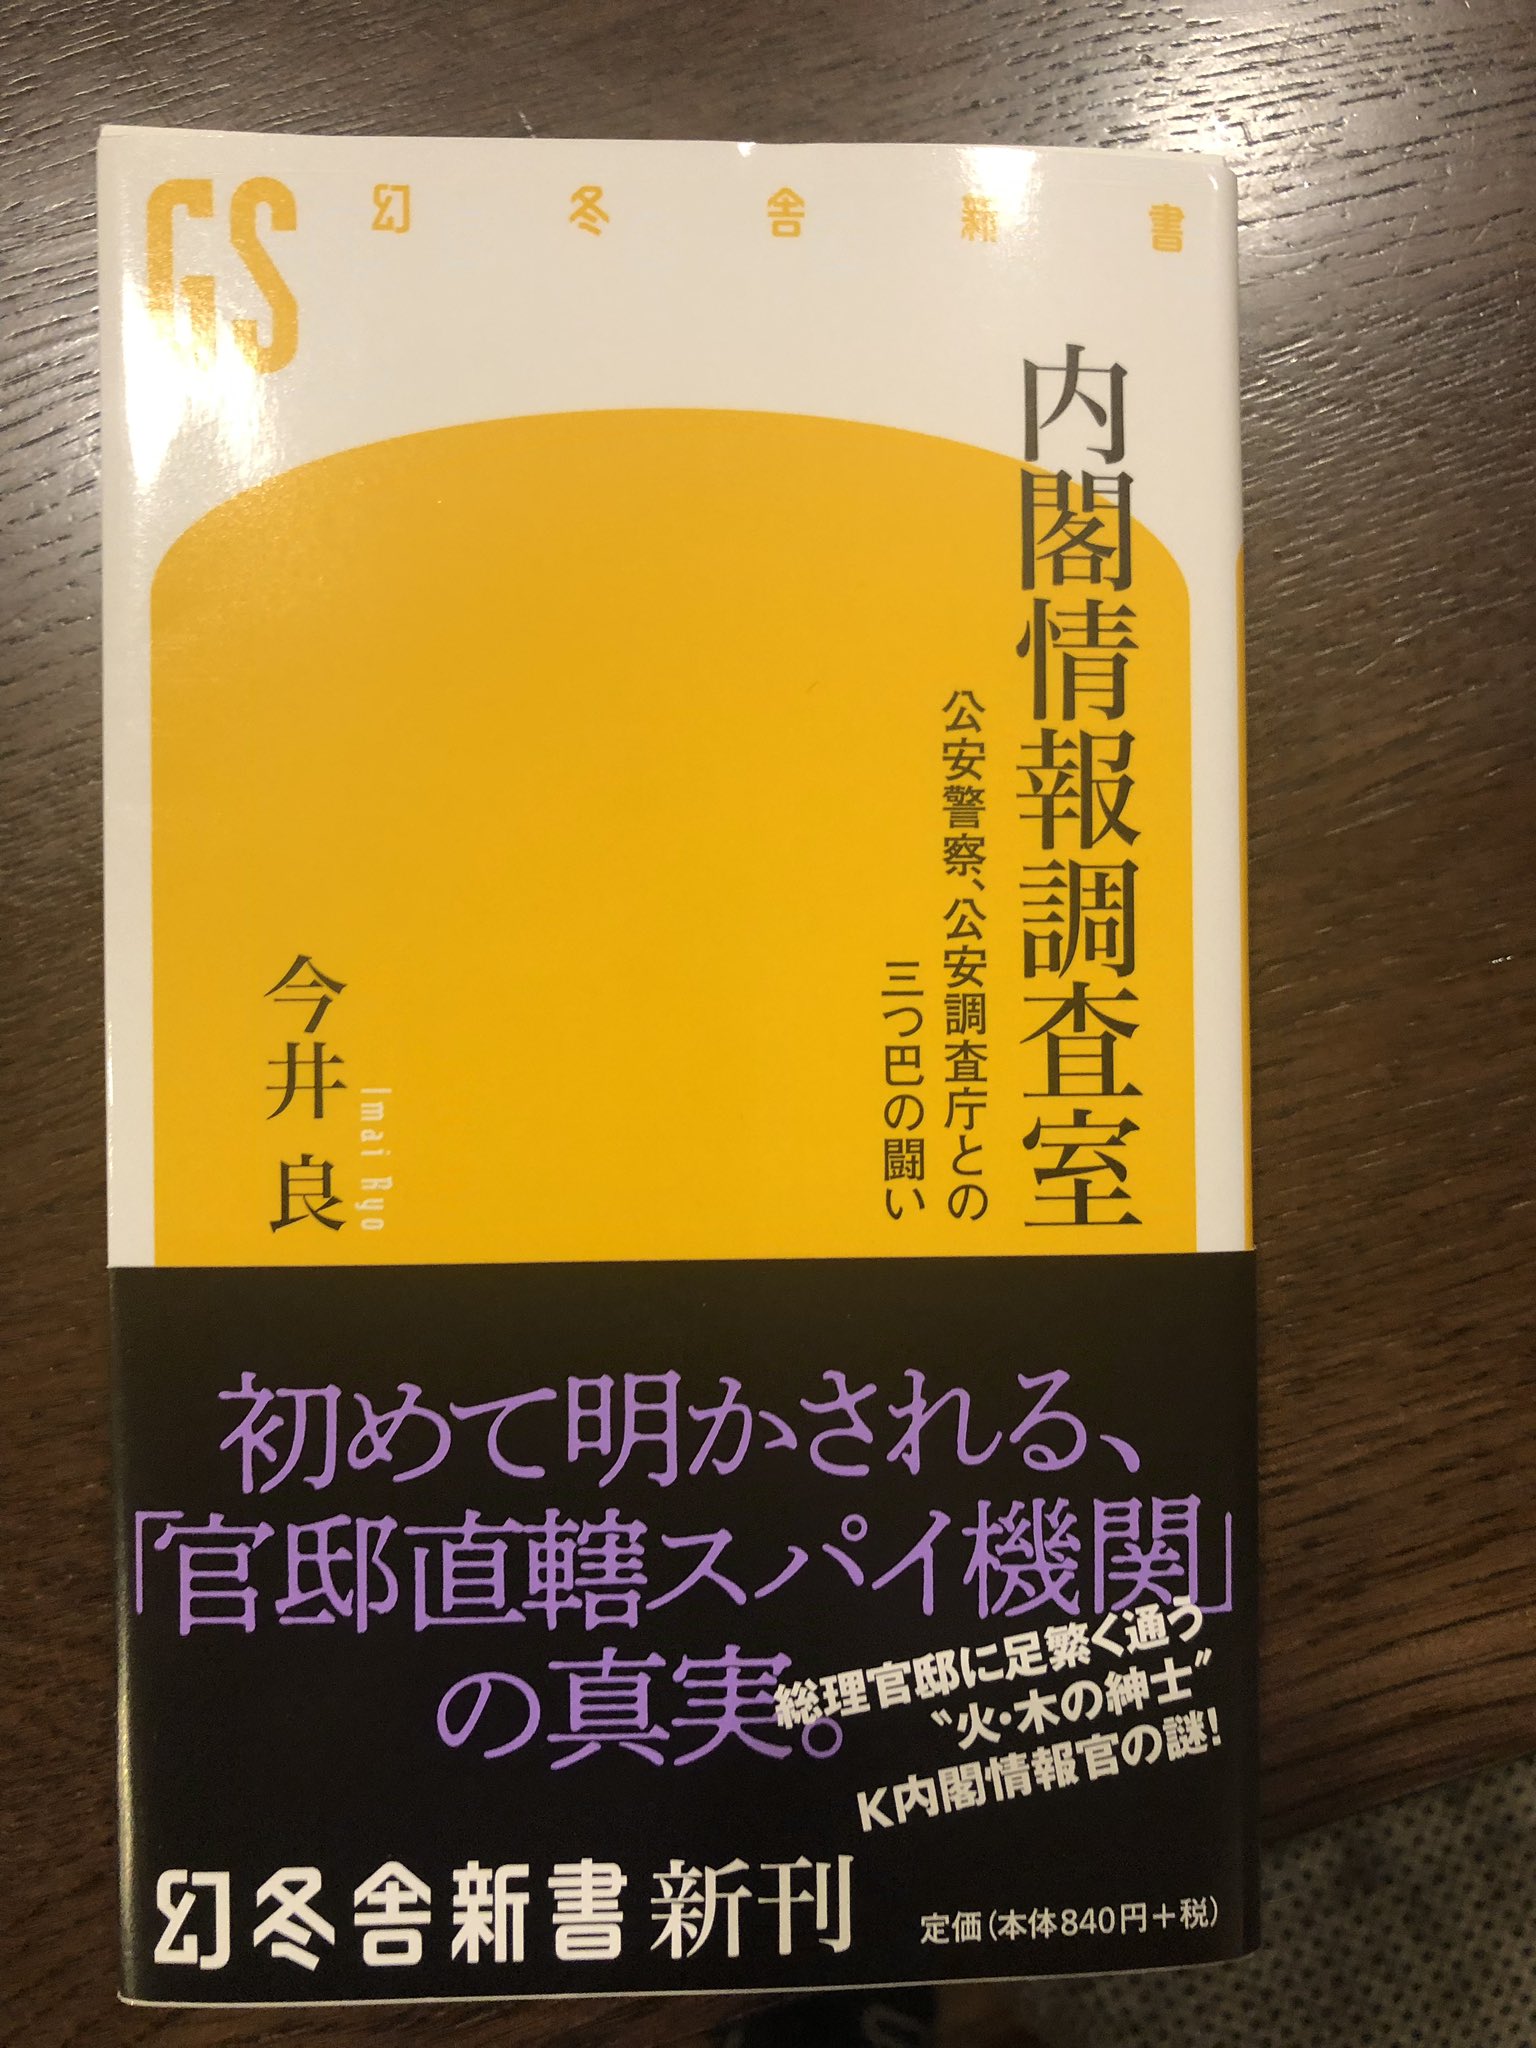 GS
幻冬舎新書
内閣情報調査室
公安警察、公安調査庁との
三つ巴の闘い
今井良
Imai Ryo
初めて明かされる、
「官邸直轄スパイ機関」
の真実。
総理官邸に足繁く通う
〝火・木の紳士〟
K内閣情報官の謎!
幻冬舎新書 新刊
定価(本体840円+税)